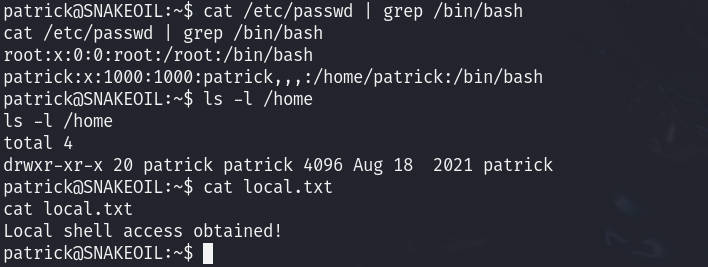 patrick@SNAKEOIL:~$ cat /etc/passwd | grep /bin/bash
cat /etc/passwd | grep /bin/bash
root:x:0:0:root:/root:/bin/bash
patrick:x:1000:1000:patrick,,,:/home/patrick:/bin/bash
patrick@SNAKEOIL:~$ ls -l /home
ls -l /home
total 4
drwxr-xr-x 20 patrick patrick 4096 Aug 18  2021 patrick
patrick@SNAKEOIL:~$ cat local.txt
cat local.txt
Local shell access obtained!
patrick@SNAKEOIL:~$